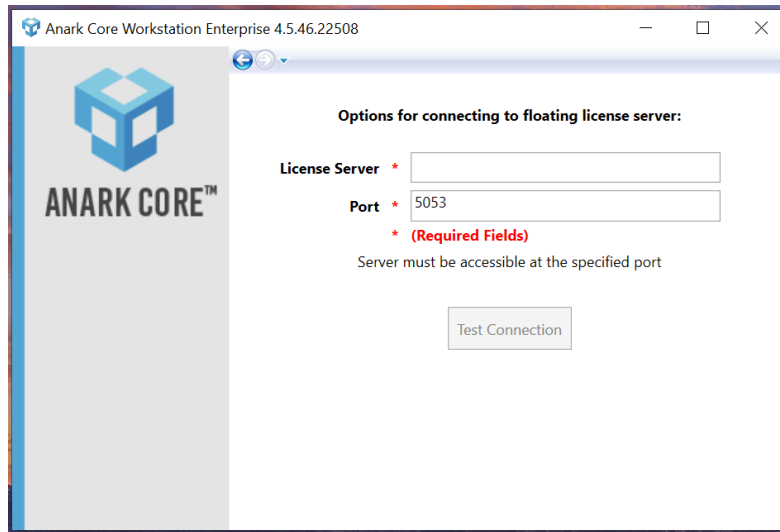 Anark Core Workstation Enterprise 4.5.46.22508
ANARK CORE™
Options for connecting to floating license server:
License Server *
Port * 5053
* (Required Fields)
Server must be accessible at the specified port
Test Connection